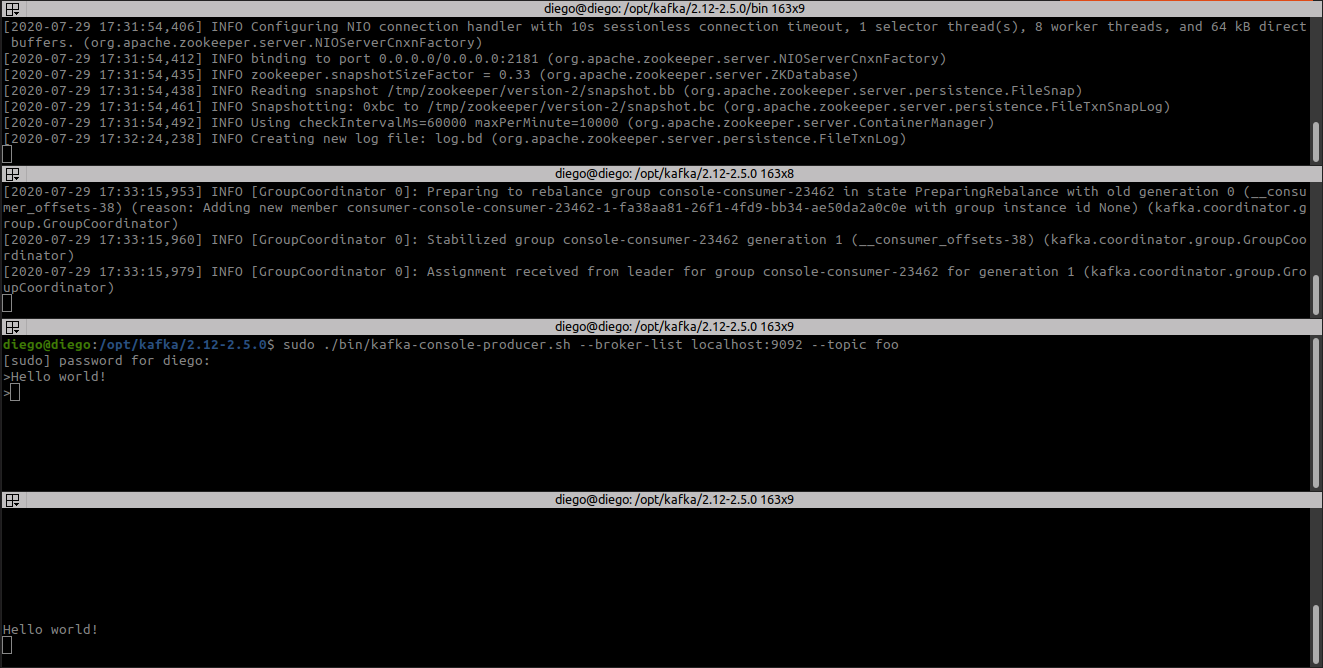 diego@diego: /opt/kafka/2.12-2.5.0/bin 163x9
[2020-07-29 17:31:54,406] INFO Configuring NIO connection handler with 10s sessionless connection timeout, 1 selector thread(s), 8 worker threads, and 64 kB direct
buffers. (org.apache.zookeeper.server.NIOServerCnxnFactory)
[2020-07-29 17:31:54,412] INFO binding to port 0.0.0.0/0.0.0.0:2181 (org.apache.zookeeper.server.NIOServerCnxnFactory)
[2020-07-29 17:31:54,435] INFO zookeeper.snapshotSizeFactor = 0.33 (org.apache.zookeeper.server.ZKDatabase)
[2020-07-29 17:31:54,438] INFO Reading snapshot /tmp/zookeeper/version-2/snapshot.bb (org.apache.zookeeper.server.persistence.FileSnap)
[2020-07-29 17:31:54,461] INFO Snapshotting: 0xbc to /tmp/zookeeper/version-2/snapshot.bc (org.apache.zookeeper.server.persistence.FileTxnSnapLog)
[2020-07-29 17:31:54,492] INFO Using checkIntervalMs=60000 maxPerMinute=10000 (org.apache.zookeeper.server.ContainerManager)
[2020-07-29 17:32:24,238] INFO Creating new log file: log.bd (org.apache.zookeeper.server.persistence.FileTxnLog)
diego@diego: /opt/kafka/2.12-2.5.0 163x8
[2020-07-29 17:33:15,953] INFO [GroupCoordinator 0]: Preparing to rebalance group console-consumer-23462 in state PreparingRebalance with old generation 0 (__consu
mer_offsets-38) (reason: Adding new member consumer-console-consumer-23462-1-fa38aa81-26f1-4fd9-bb34-ae50da2a0c0e with group instance id None) (kafka.coordinator.g
roup.GroupCoordinator)
[2020-07-29 17:33:15,960] INFO [GroupCoordinator 0]: Stabilized group console-consumer-23462 generation 1 (__consumer_offsets-38) (kafka.coordinator.group.GroupCoo
rdinator)
[2020-07-29 17:33:15,979] INFO [GroupCoordinator 0]: Assignment received from leader for group console-consumer-23462 for generation 1 (kafka.coordinator.group.Gro
upCoordinator)
diego@diego: /opt/kafka/2.12-2.5.0 163x9
diego@diego:/opt/kafka/2.12-2.5.0$ sudo ./bin/kafka-console-producer.sh --broker-list localhost:9092 --topic foo
[sudo] password for diego:
>Hello world!
>
diego@diego: /opt/kafka/2.12-2.5.0 163x9
Hello world!